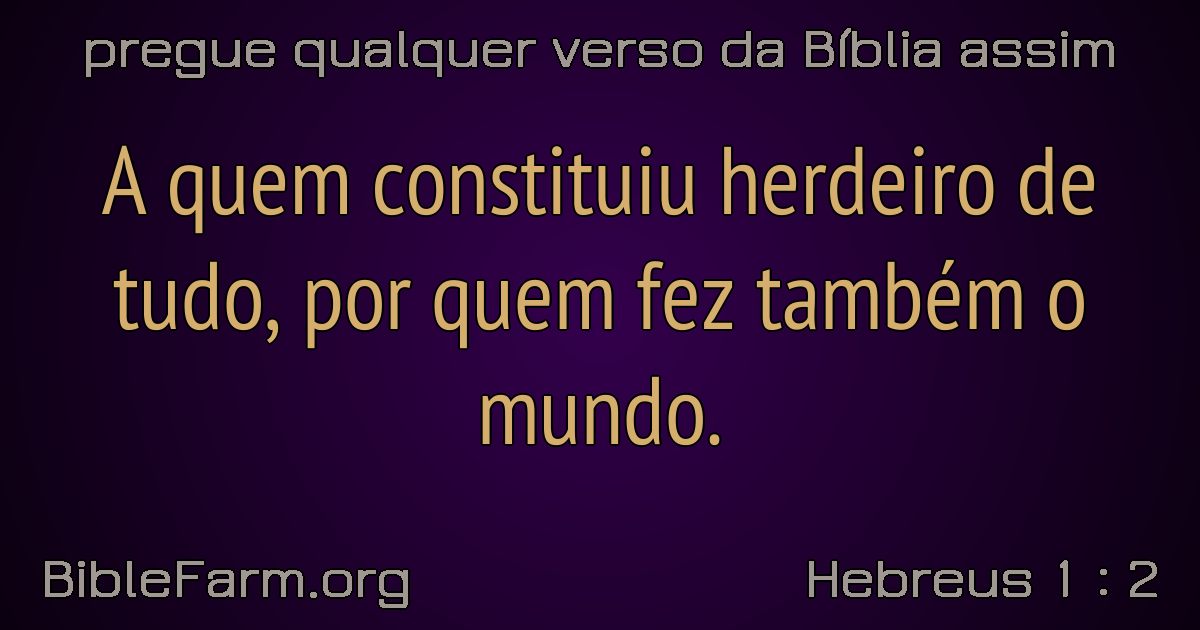 pregue qualquer verso da Bíblia assim
A quem constituiu herdeiro de
tudo, por quem fez também o
mundo.
BibleFarm.org
Hebreus 1 : 2